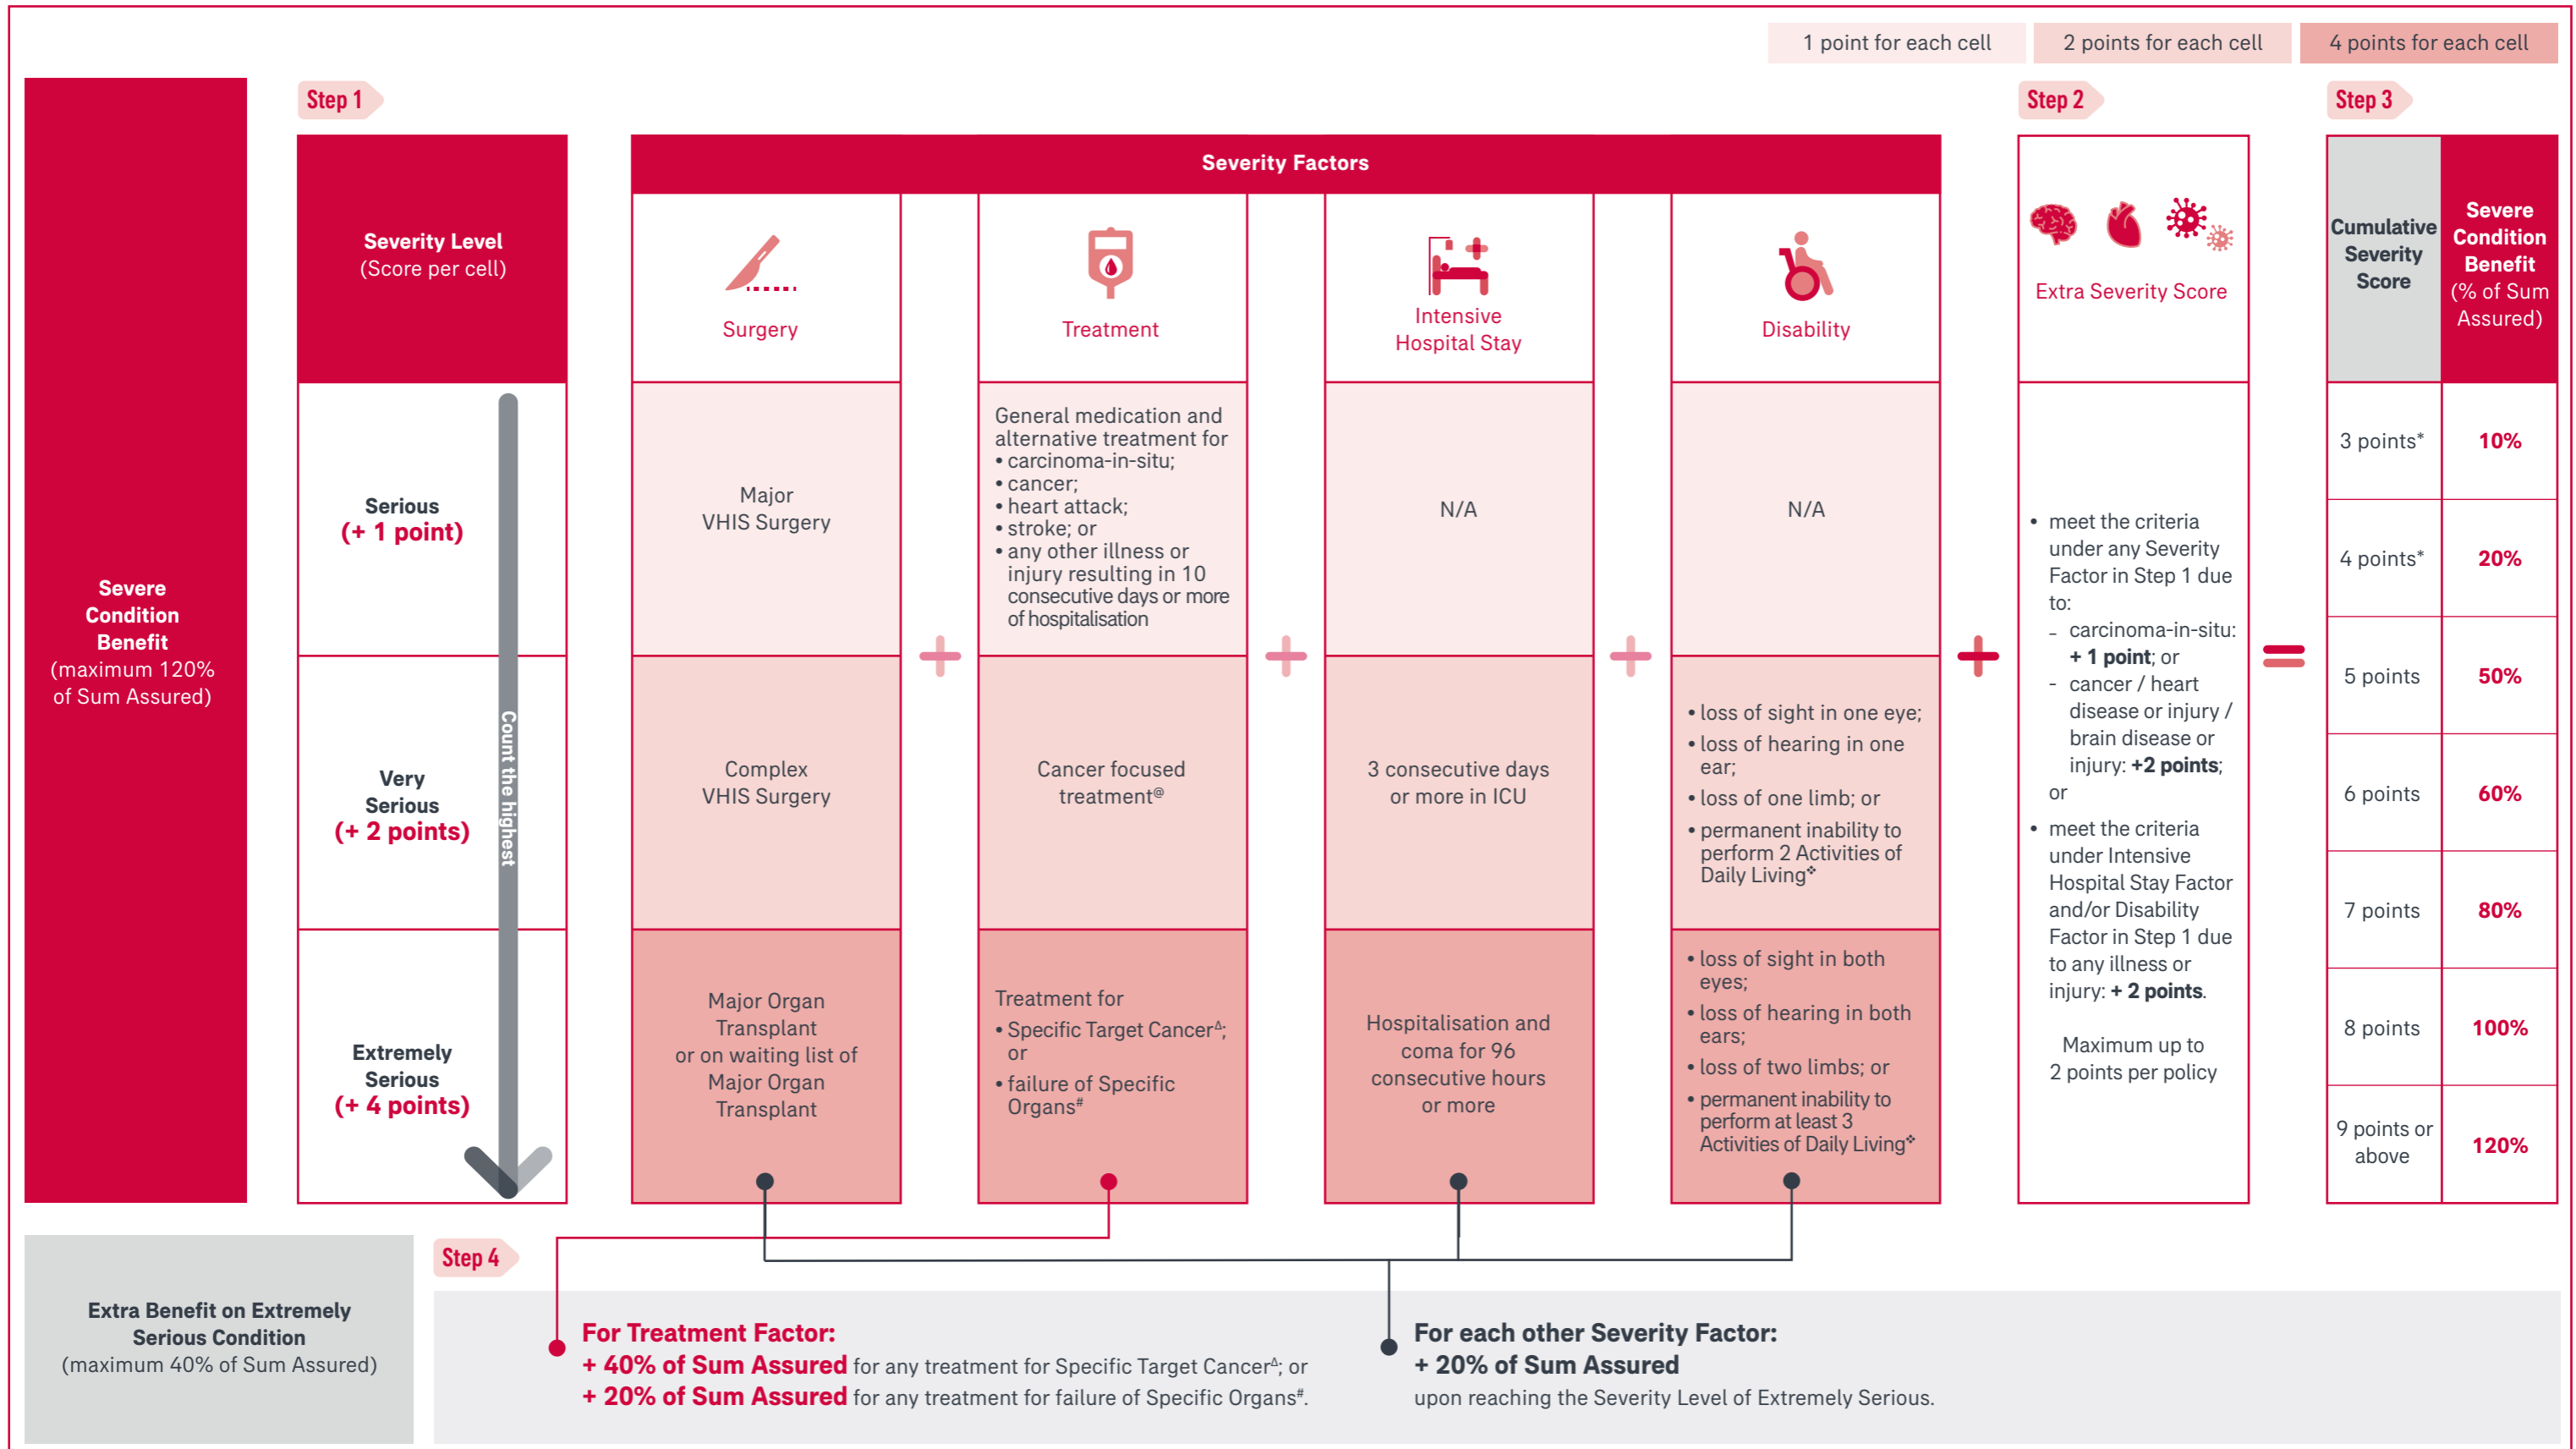 1 point for each cell
2 points for each cell
4 points for each cell
Severe
Condition
Benefit
(maximum 120%
of Sum Assured)
Step 1
Severity Level
(Score per cell)
Serious
(+ 1 point)
Very
Serious
(+ 2 points)
Extremely
Serious
(+ 4 points)
Count the highest
Severity Factors
Surgery
Major
VHIS Surgery
Complex
VHIS Surgery
Major Organ
Transplant
or on waiting list of
Major Organ
Transplant
Treatment
General medication and
alternative treatment for
• carcinoma-in-situ;
• cancer;
• heart attack;
• stroke; or
• any other illness or
injury resulting in 10
consecutive days or more
of hospitalisation
Cancer focused
treatment@
Treatment for
• Specific Target Cancer∆;
or
• failure of Specific
Organs#
Intensive
Hospital Stay
N/A
3 consecutive days
or more in ICU
Hospitalisation and
coma for 96
consecutive hours
or more
Disability
N/A
• loss of sight in one eye;
• loss of hearing in one
ear;
• loss of one limb; or
• permanent inability to
perform 2 Activities of
Daily Living❖
• loss of sight in both
eyes;
• loss of hearing in both
ears;
• loss of two limbs; or
• permanent inability to
perform at least 3
Activities of Daily Living❖
Step 2
Extra Severity Score
• meet the criteria
under any Severity
Factor in Step 1 due
to:
- carcinoma-in-situ:
+ 1 point; or
- cancer / heart
disease or injury /
brain disease or
injury: +2 points;
or
• meet the criteria
under Intensive
Hospital Stay Factor
and/or Disability
Factor in Step 1 due
to any illness or
injury: + 2 points.
Maximum up to
2 points per policy
Step 3
Cumulative
Severity
Score
Severe
Condition
Benefit
(% of Sum
Assured)
3 points* 10%
4 points* 20%
5 points 50%
6 points 60%
7 points 80%
8 points 100%
9 points or
above
120%
Extra Benefit on Extremely
Serious Condition
(maximum 40% of Sum Assured)
Step 4
For Treatment Factor:
+ 40% of Sum Assured for any treatment for Specific Target Cancer∆; or
+ 20% of Sum Assured for any treatment for failure of Specific Organs#.
For each other Severity Factor:
+ 20% of Sum Assured
upon reaching the Severity Level of Extremely Serious.